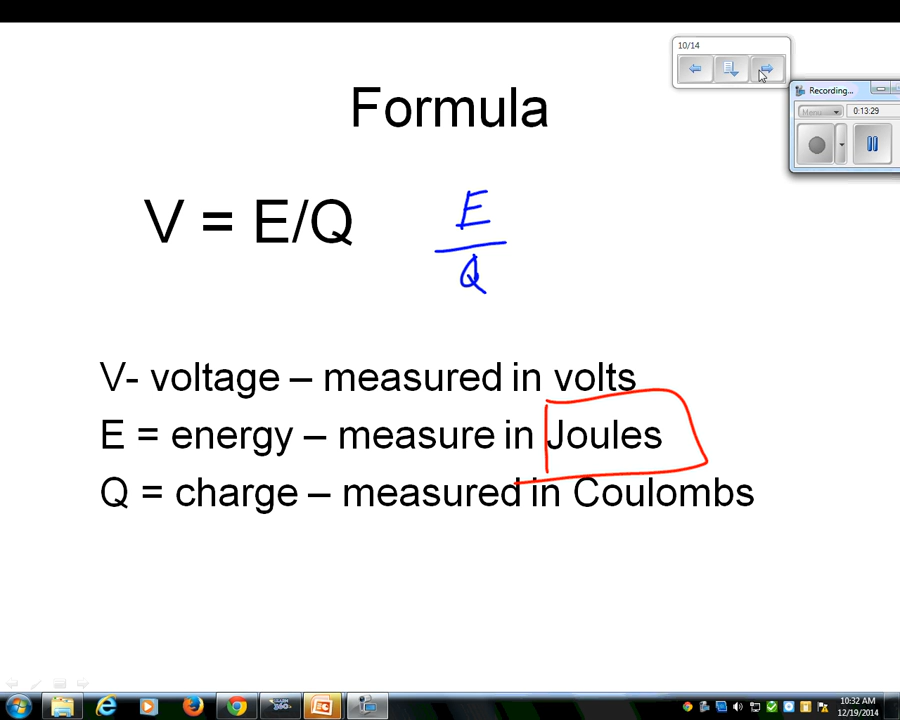 10/14
Recording...
Menu
0:13:29
Formula
V = E/Q
E
Q
V- voltage – measured in volts
E = energy – measure in Joules
Q = charge – measured in Coulombs
10:32 AM
12/19/2014